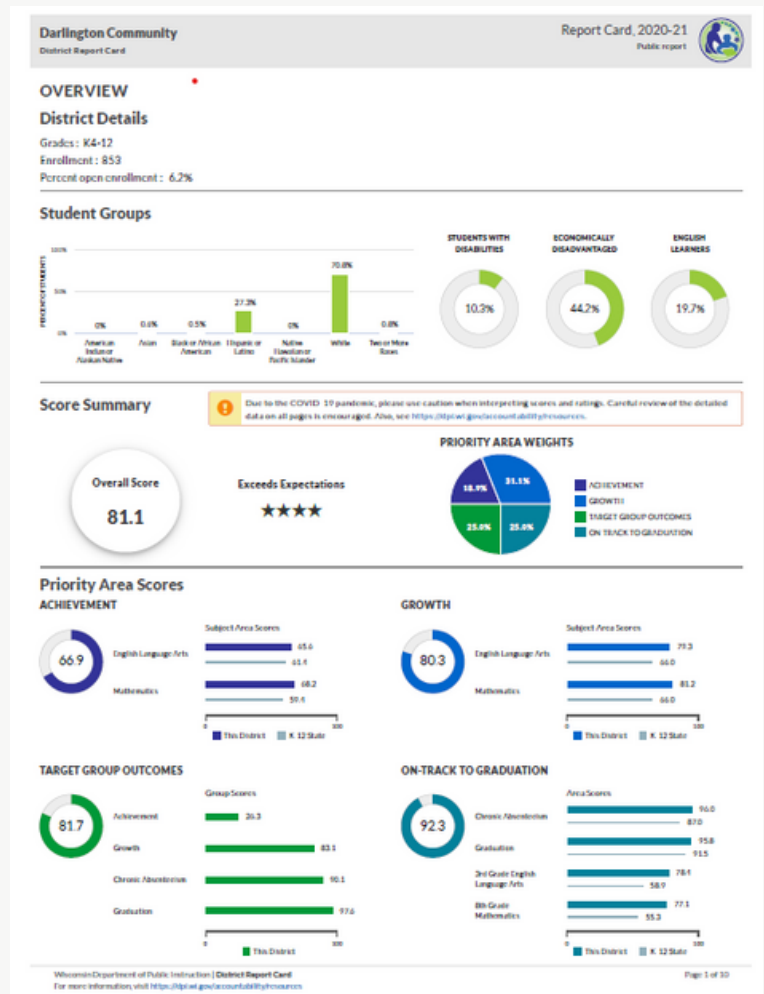 Darlington Community
District Report Card
Report Card, 2020-21
Public report
OVERVIEW
District Details
Grades : K4-12
Enrollment : 853
Percent open enrollment : 6.2%
Student Groups
PERCENT OF STUDENTS
100%
50%
0%
0%
0.6%
0.5%
27.3%
0%
70.8%
0.8%
American Indian or Alaskan Native
Asian
Black or African American
Hispanic or Latino
Native Hawaiian or Pacific Islander
White
Two or More Races
STUDENTS WITH DISABILITIES
10.3%
ECONOMICALLY DISADVANTAGED
44.2%
ENGLISH LEARNERS
19.7%
Score Summary
Due to the COVID-19 pandemic, please use caution when interpreting scores and ratings. Careful review of the detailed
data on all pages is encouraged. Also, see https://dpi.wi.gov/accountability/resources.
Overall Score
81.1
Exceeds Expectations
★★★★
PRIORITY AREA WEIGHTS
18.9%
31.1%
25.0%
25.0%
ACHIEVEMENT
GROWTH
TARGET GROUP OUTCOMES
ON-TRACK TO GRADUATION
Priority Area Scores
ACHIEVEMENT
66.9
Subject Area Scores
English Language Arts
65.6
61.4
Mathematics
68.2
59.4
0
100
This District
K-12 State
GROWTH
80.3
Subject Area Scores
English Language Arts
79.3
66.0
Mathematics
81.2
66.0
0
100
This District
K-12 State
TARGET GROUP OUTCOMES
81.7
Group Scores
Achievement
26.3
Growth
83.1
Chronic Absenteeism
90.1
Graduation
97.6
0
100
This District
ON-TRACK TO GRADUATION
92.3
Area Scores
Chronic Absenteeism
96.0
87.0
Graduation
95.8
91.5
3rd Grade English Language Arts
78.4
58.9
8th Grade Mathematics
77.1
55.3
0
100
This District
K-12 State
Wisconsin Department of Public Instruction | District Report Card
Page 1 of 10
For more information, visit https://dpi.wi.gov/accountability/resources